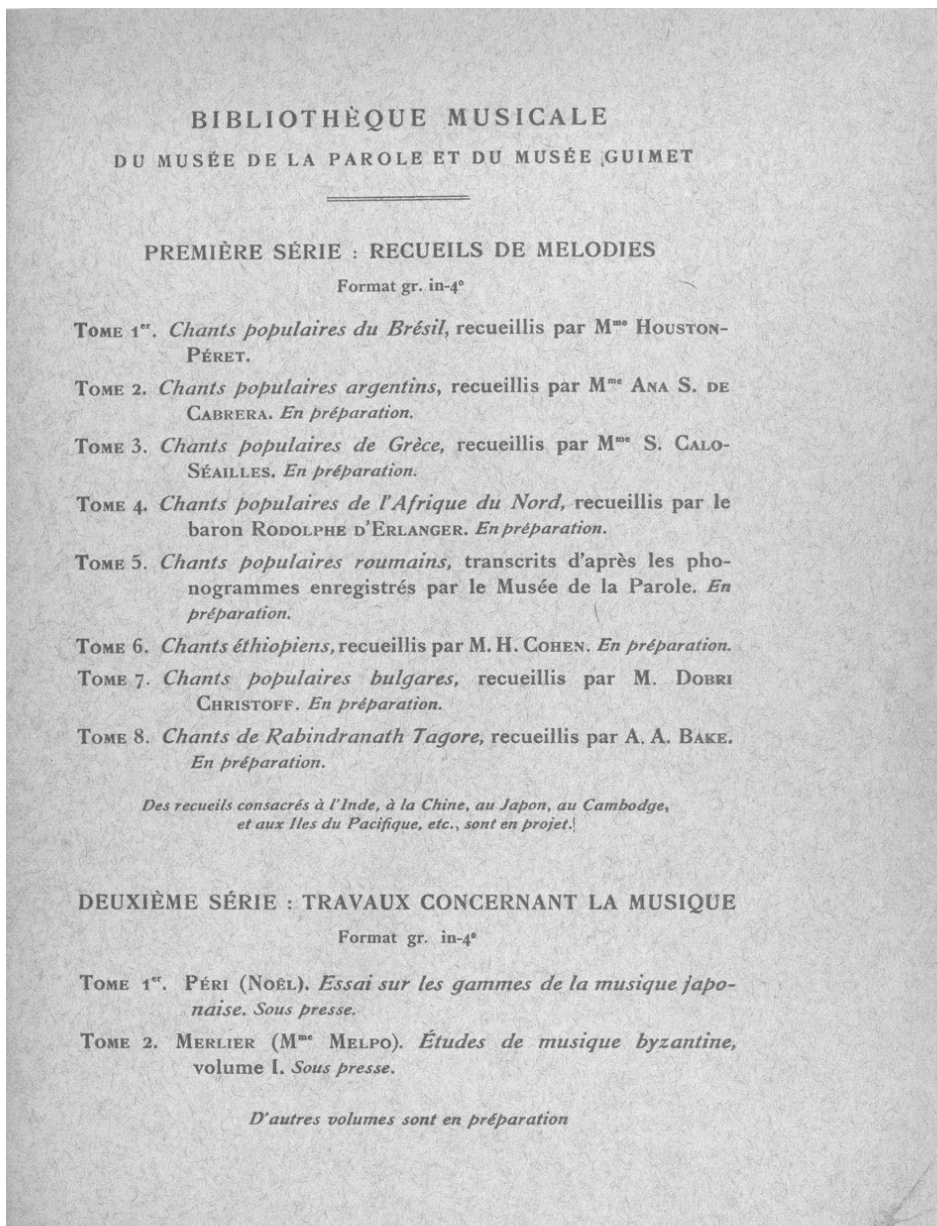 BIBLIOTHÈQUE MUSICALE
DU MUSÉE DE LA PAROLE ET DU MUSÉE GUIMET
PREMIÈRE SÉRIE : RECUEILS DE MELODIES
Format gr. in-4°
TOME 1er. Chants populaires du Brésil, recueillis par Mme HOUSTON-
PÉRET.
TOME 2. Chants populaires argentins, recueillis par Mme ANA S. DE
CABRERA. En préparation.
TOME 3. Chants populaires de Grèce, recueillis par Mme S. CALO-
SÉAILLES. En préparation.
TOME 4. Chants populaires de l'Afrique du Nord, recueillis par le
baron RODOLPHE D'ERLANGER. En préparation.
TOME 5. Chants populaires roumains, transcrits d'après les pho-
nogrammes enregistrés par le Musée de la Parole. En
préparation.
TOME 6. Chants éthiopiens, recueillis par M. H. COHEN. En préparation.
TOME 7. Chants populaires bulgares, recueillis par M. DOBRI
CHRISTOFF. En préparation.
TOME 8. Chants de Rabindranath Tagore, recueillis par A. A. BAKE.
En préparation.
Des recueils consacrés à l'Inde, à la Chine, au Japon, au Cambodge,
et aux Iles du Pacifique, etc., sont en projet.
DEUXIÈME SÉRIE : TRAVAUX CONCERNANT LA MUSIQUE
Format gr. in-4°
TOME 1er. PÉRI (NOËL). Essai sur les gammes de la musique japo-
naise. Sous presse.
TOME 2. MERLIER (Mme MELPO). Études de musique byzantine,
volume I. Sous presse.
D'autres volumes sont en préparation